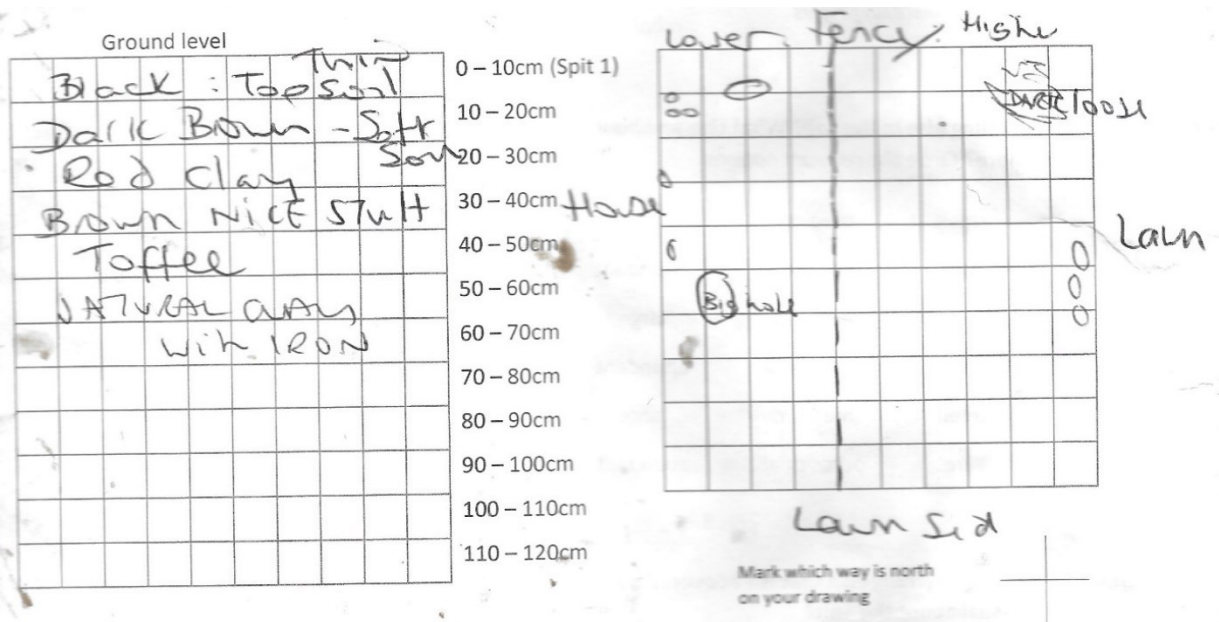 Ground level
Thin
Black : Topsoil
0 – 10cm (Spit 1)
Dark Brown - Soft
Soil
10 – 20cm
Red Clay
20 – 30cm
Brown NICE STUff
30 – 40cm
Toffee
40 – 50cm
NATURAL CLAY
50 – 60cm
with IRON
60 – 70cm
70 – 80cm
80 – 90cm
90 – 100cm
100 – 110cm
110 – 120cm
Lower Fency Higher
loose
House
Lawn
Big hole
Lawn Sid
Mark which way is north
on your drawing